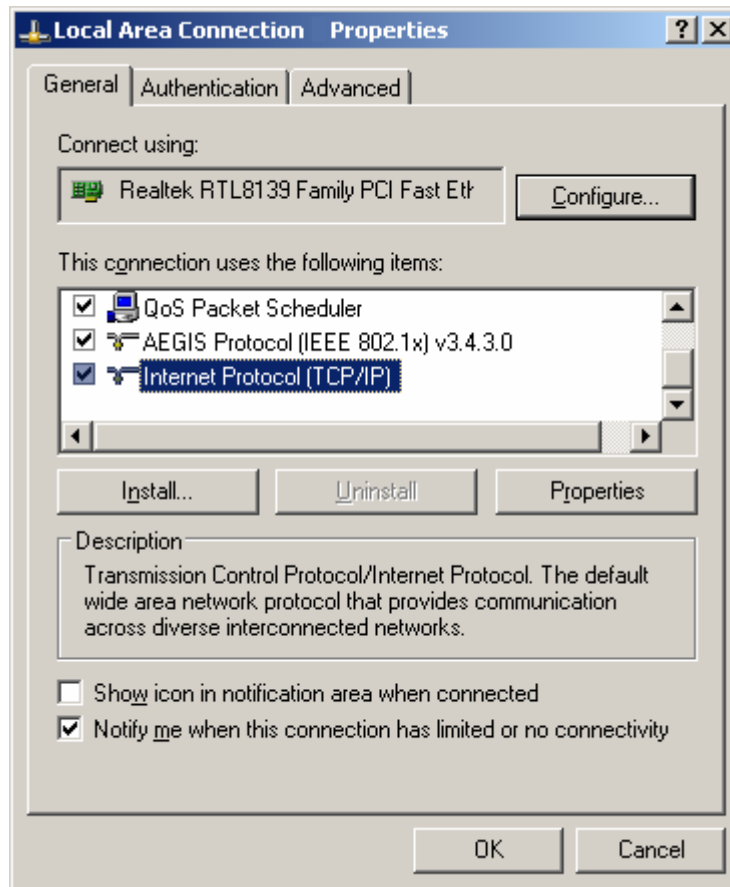 Local Area Connection Properties
General Authentication Advanced
Connect using:
Realtek RTL8139 Family PCI Fast Eth
Configure...
This connection uses the following items:
QoS Packet Scheduler
AEGIS Protocol (IEEE 802.1x) v3.4.3.0
Internet Protocol (TCP/IP)
Install... Uninstall Properties
Description
Transmission Control Protocol/Internet Protocol. The default
wide area network protocol that provides communication
across diverse interconnected networks.
Show icon in notification area when connected
Notify me when this connection has limited or no connectivity
OK Cancel